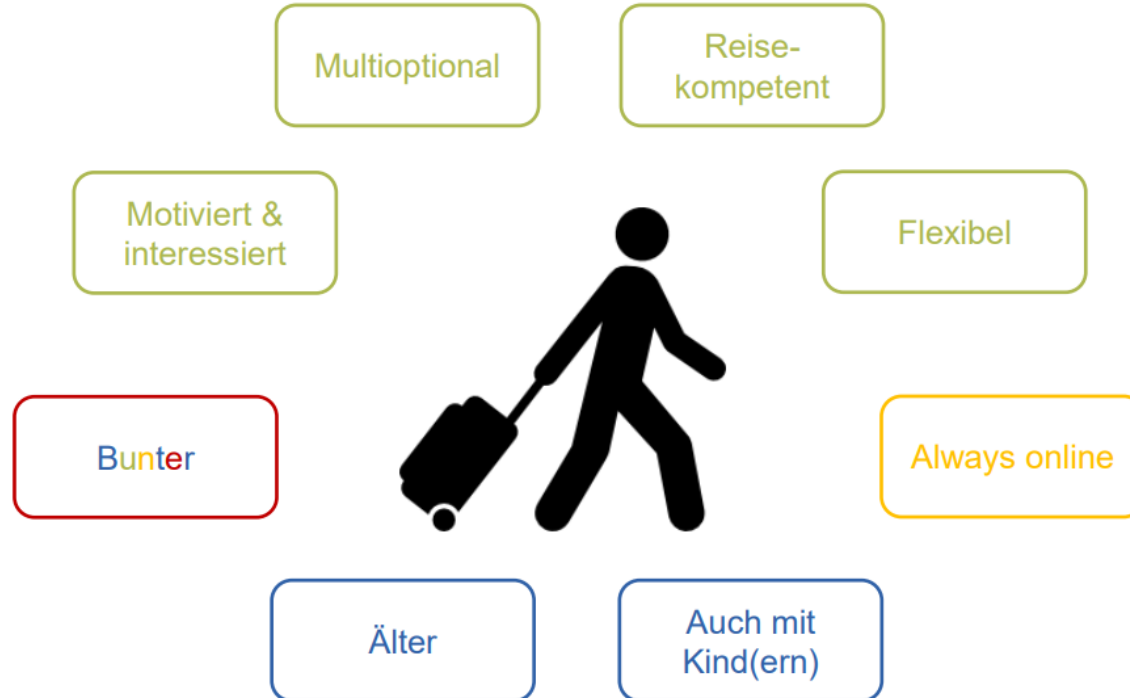 Multioptional
Reise-
kompetent
Motiviert &
interessiert
Flexibel
Bunter
Always online
Älter
Auch mit
Kind(ern)